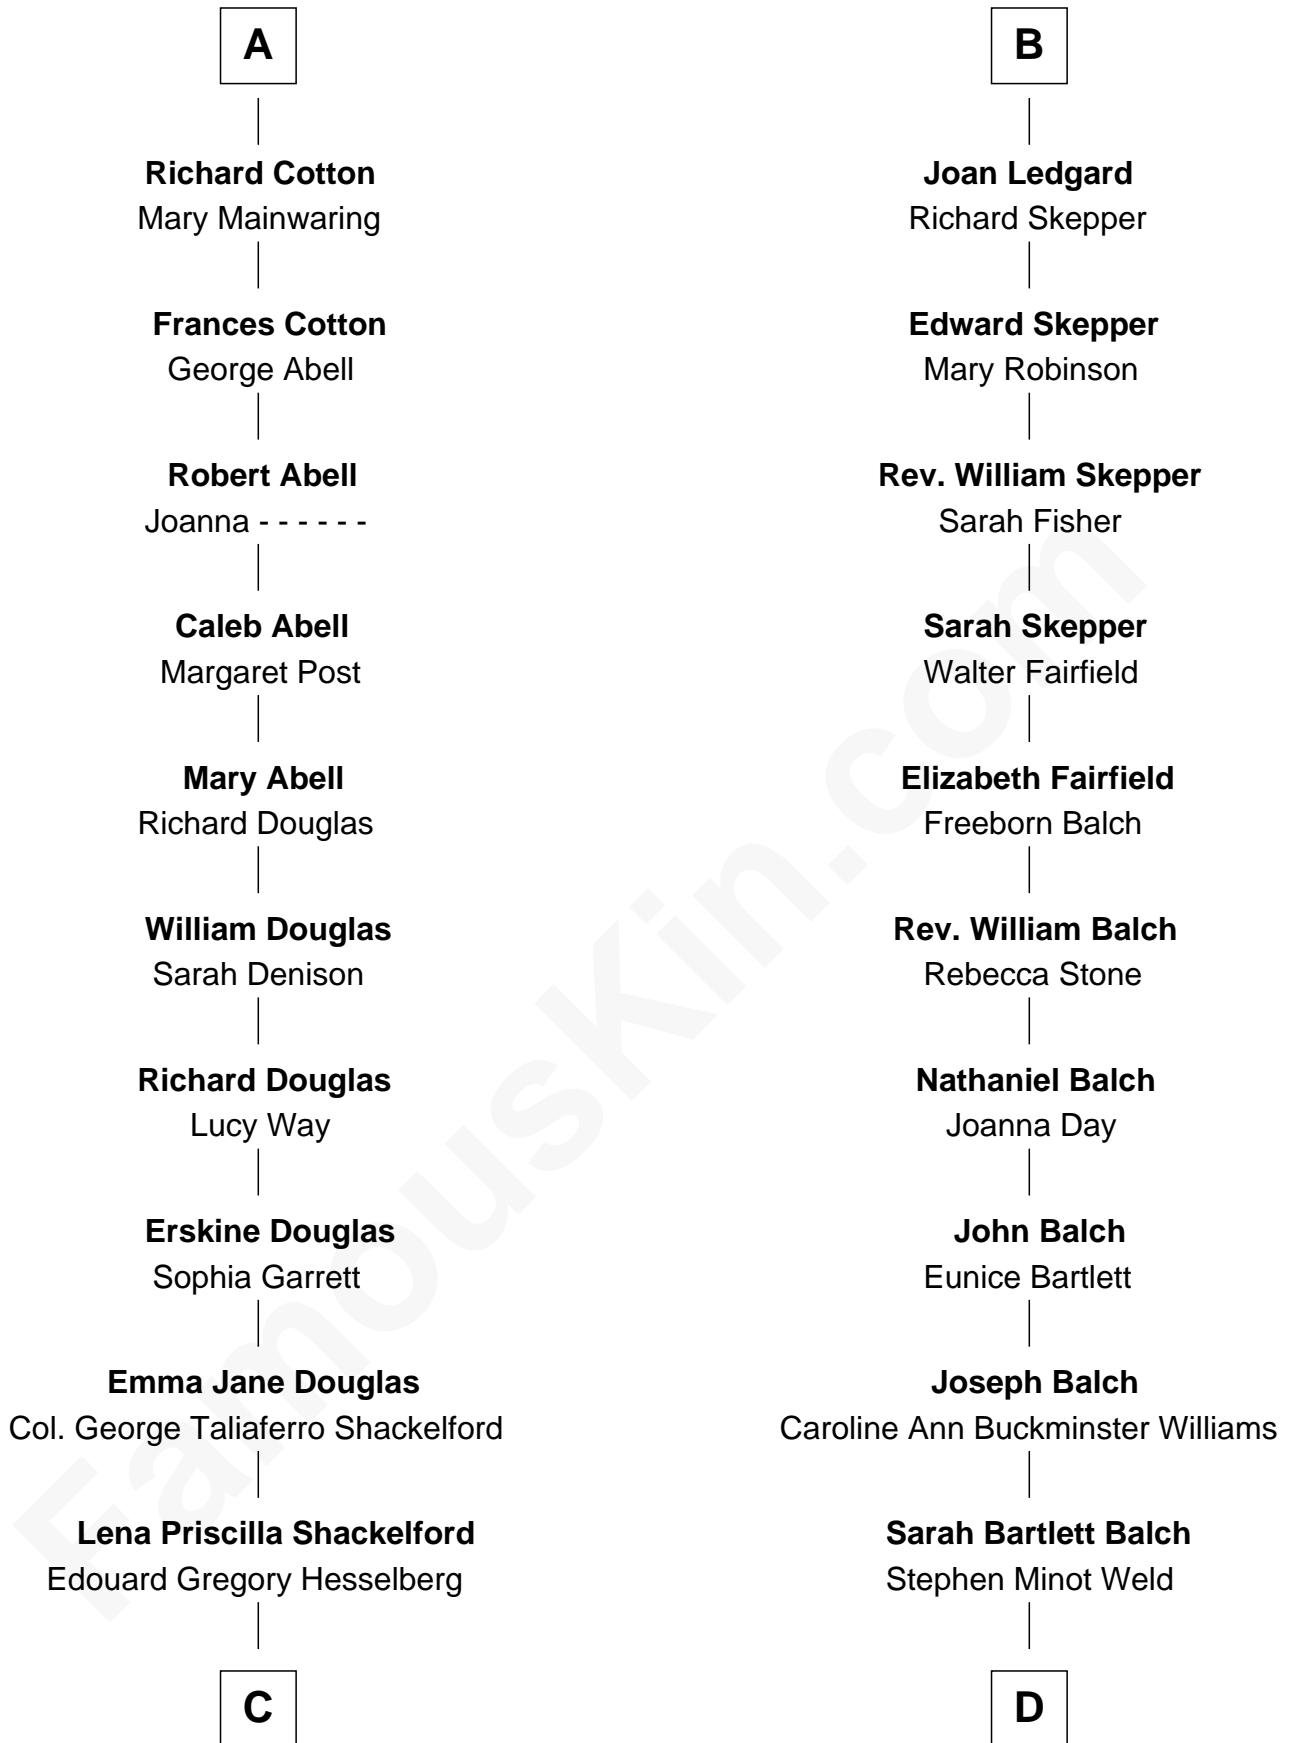 A
Richard Cotton
Mary Mainwaring
Frances Cotton
George Abell
Robert Abell
Joanna - - - - - -
Caleb Abell
Margaret Post
Mary Abell
Richard Douglas
William Douglas
Sarah Denison
Richard Douglas
Lucy Way
Erskine Douglas
Sophia Garrett
Emma Jane Douglas
Col. George Taliaferro Shackelford
Lena Priscilla Shackelford
Edouard Gregory Hesselberg
C
B
Joan Ledgard
Richard Skepper
Edward Skepper
Mary Robinson
Rev. William Skepper
Sarah Fisher
Sarah Skepper
Walter Fairfield
Elizabeth Fairfield
Freeborn Balch
Rev. William Balch
Rebecca Stone
Nathaniel Balch
Joanna Day
John Balch
Eunice Bartlett
Joseph Balch
Caroline Ann Buckminster Williams
Sarah Bartlett Balch
Stephen Minot Weld
D
FamousKin.com